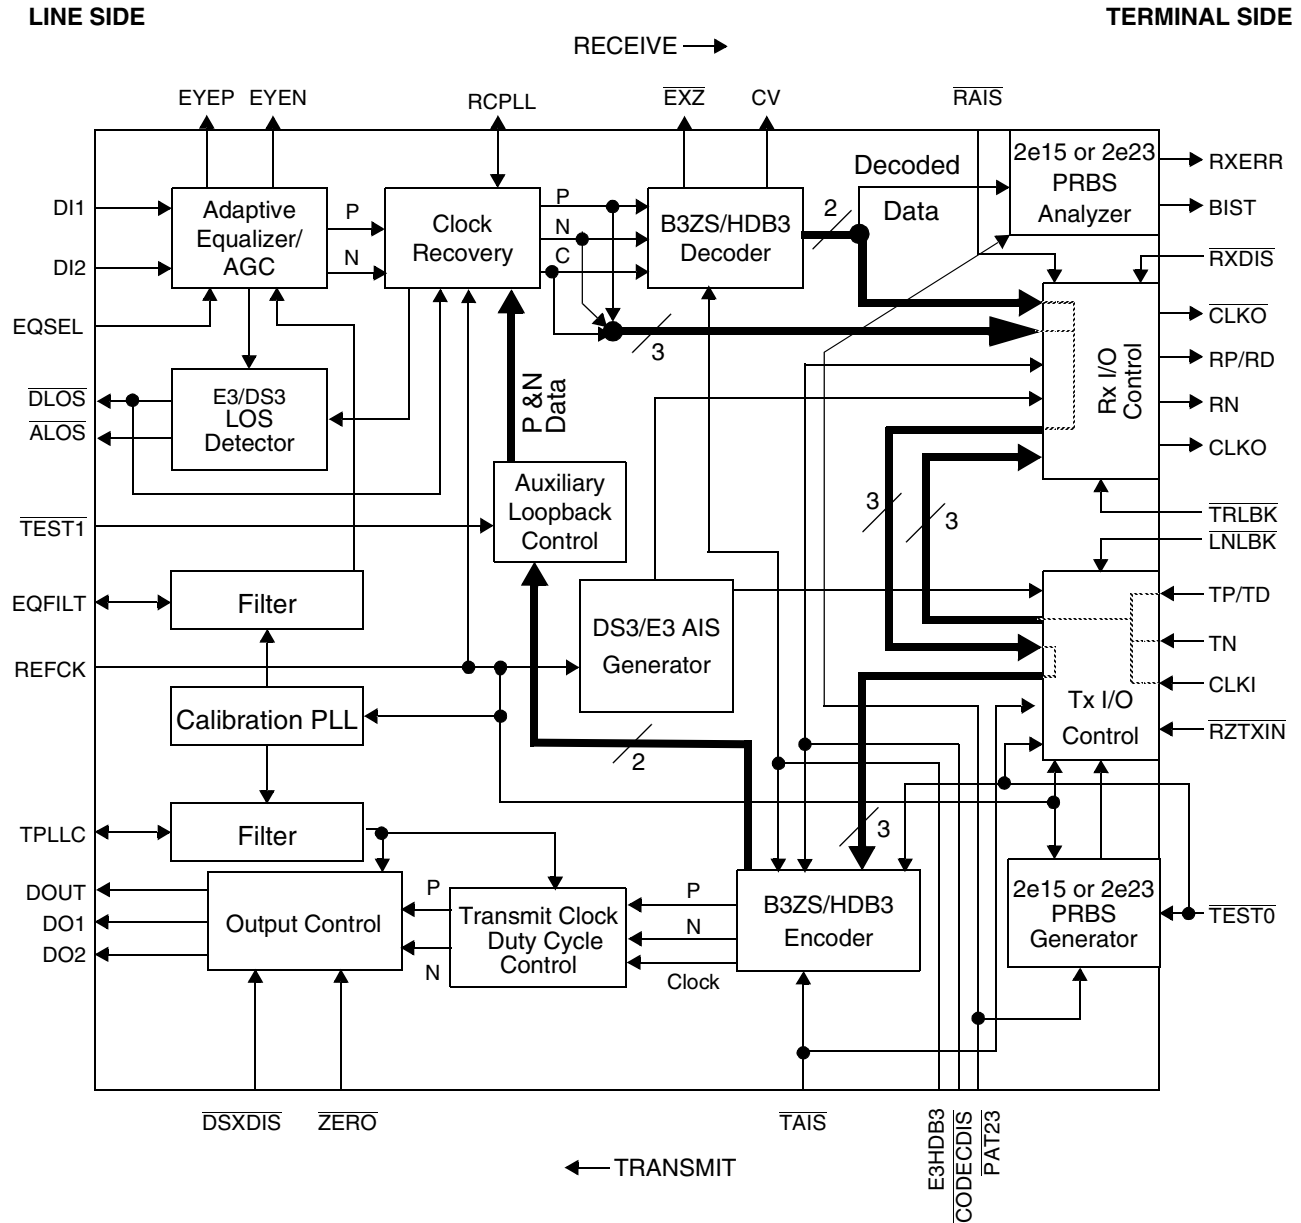 LINE SIDE
TERMINAL SIDE
RECEIVE
EYEP
EYEN
RCPLL
EXZ
CV
RAIS
DI1
DI2
EQSEL
DLOS
ALOS
TEST1
EQFILT
REFCK
TPLLC
DOUT
DO1
DO2
Adaptive
Equalizer/
AGC
P
N
Clock
Recovery
P
N
C
B3ZS/HDB3
Decoder
2
Decoded
Data
2e15 or 2e23
PRBS
Analyzer
RXERR
BIST
RXDIS
CLKO
RP/RD
RN
CLKO
TRLBK
LNLBK
TP/TD
TN
CLKI
RZTXIN
TEST0
3
Rx I/O
Control
E3/DS3
LOS
Detector
P & N
Data
Auxiliary
Loopback
Control
3
3
Filter
DS3/E3 AIS
Generator
Calibration PLL
2
Tx I/O
Control
Filter
3
Output Control
P
N
Transmit Clock
Duty Cycle
Control
P
N
Clock
B3ZS/HDB3
Encoder
2e15 or 2e23
PRBS
Generator
DSXDIS
ZERO
TAIS
E3HDB3
CODECDIS
PAT23
TRANSMIT